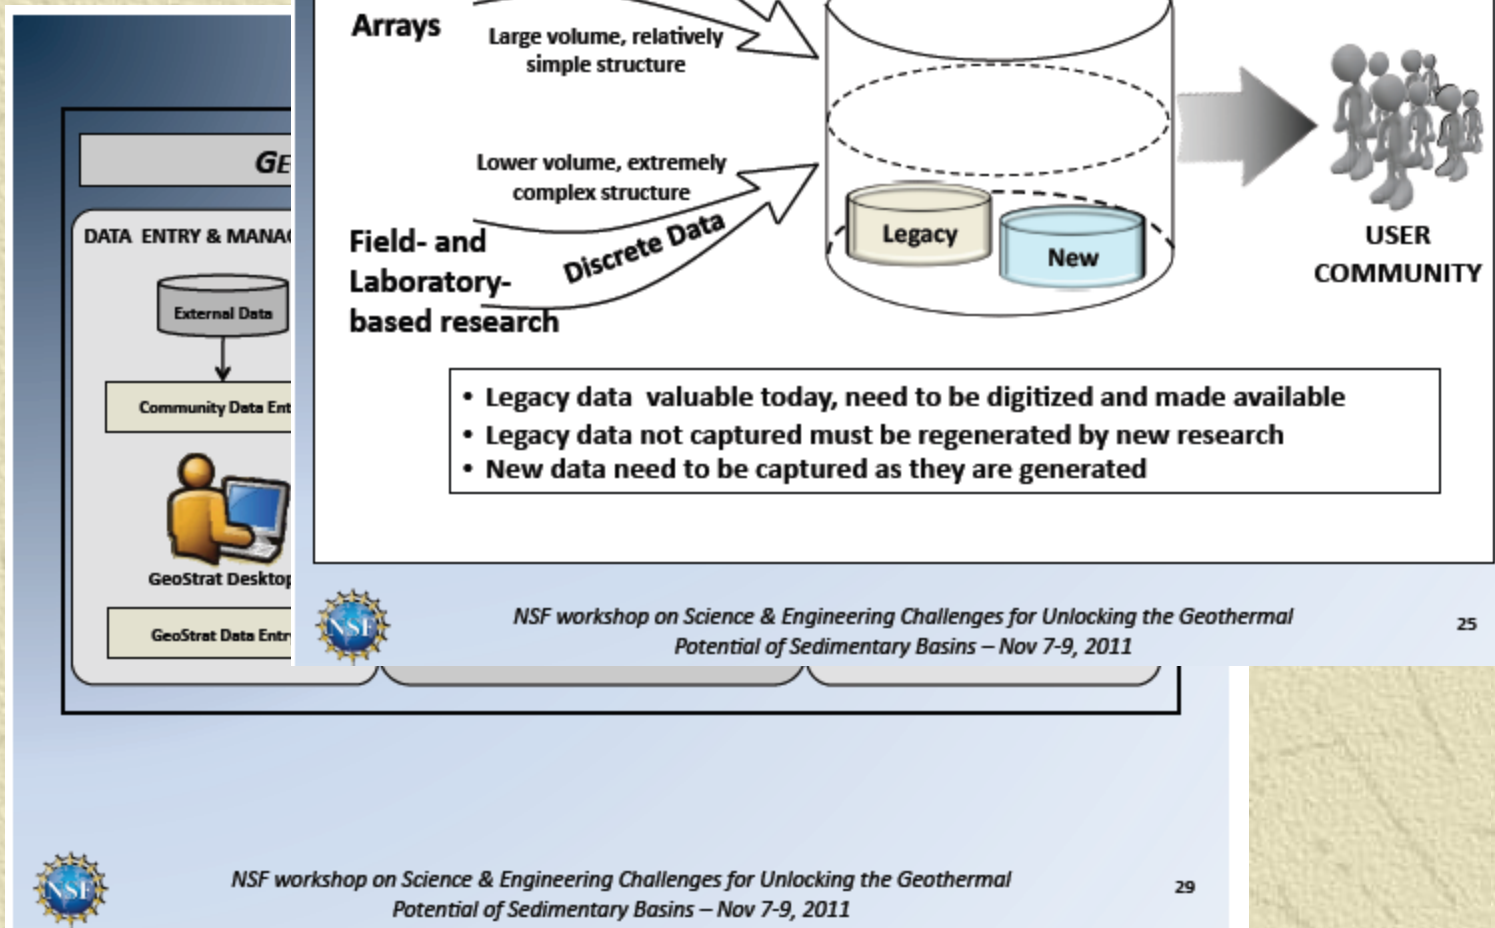 Arrays
Large volume, relatively
simple structure
Lower volume, extremely
complex structure
Discrete Data
Field- and
Laboratory-
based research
Legacy
New
USER
COMMUNITY
• Legacy data valuable today, need to be digitized and made available
• Legacy data not captured must be regenerated by new research
• New data need to be captured as they are generated
NSF
NSF workshop on Science & Engineering Challenges for Unlocking the Geothermal
Potential of Sedimentary Basins – Nov 7-9, 2011
25
GE
DATA ENTRY & MANA
External Data
Community Data Ent
GeoStrat Desktop
GeoStrat Data Entr
NSF
NSF workshop on Science & Engineering Challenges for Unlocking the Geothermal
Potential of Sedimentary Basins – Nov 7-9, 2011
29